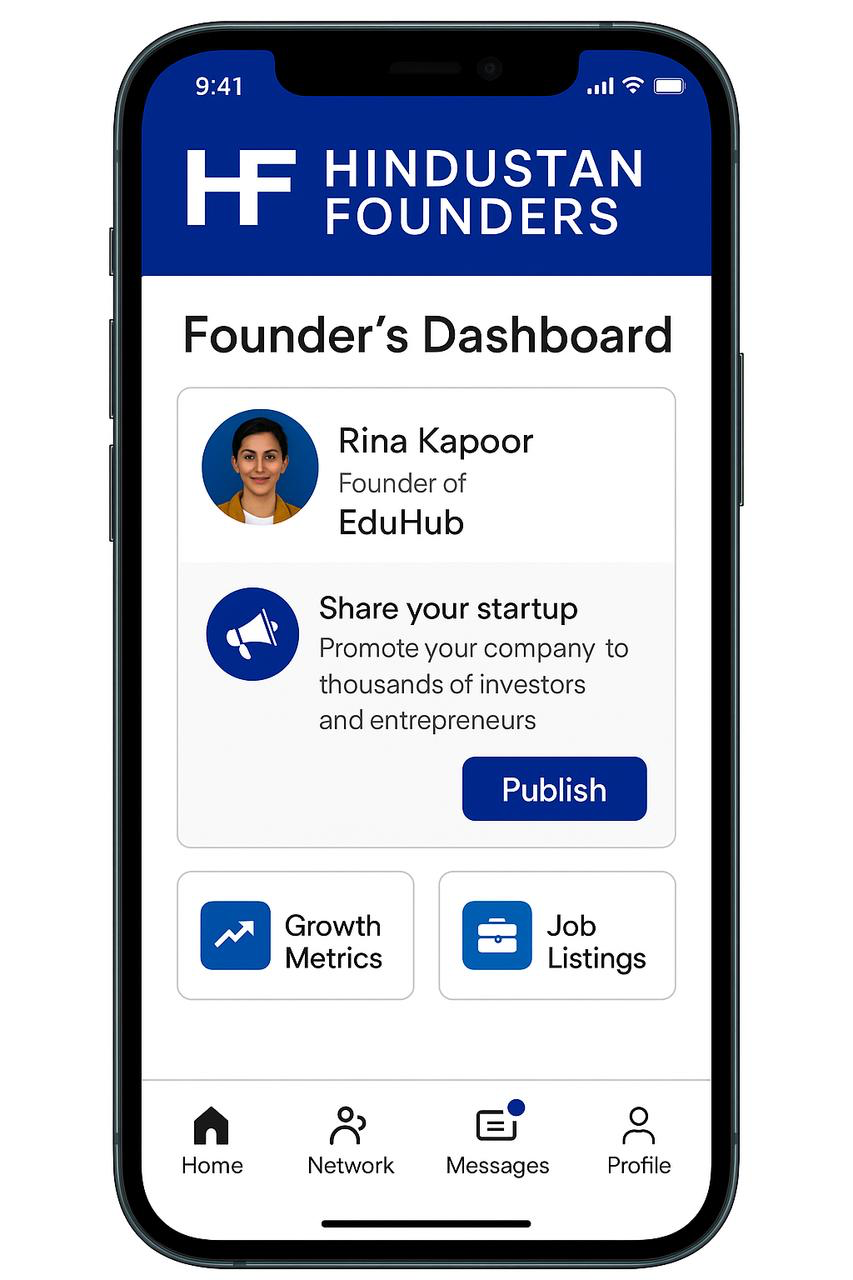 9:41
HF HINDUSTAN
FOUNDERS
Founder’s Dashboard
Rina Kapoor
Founder of
EduHub
Share your startup
Promote your company to
thousands of investors
and entrepreneurs
Publish
Growth
Metrics
Job
Listings
Home
Network
Messages
Profile